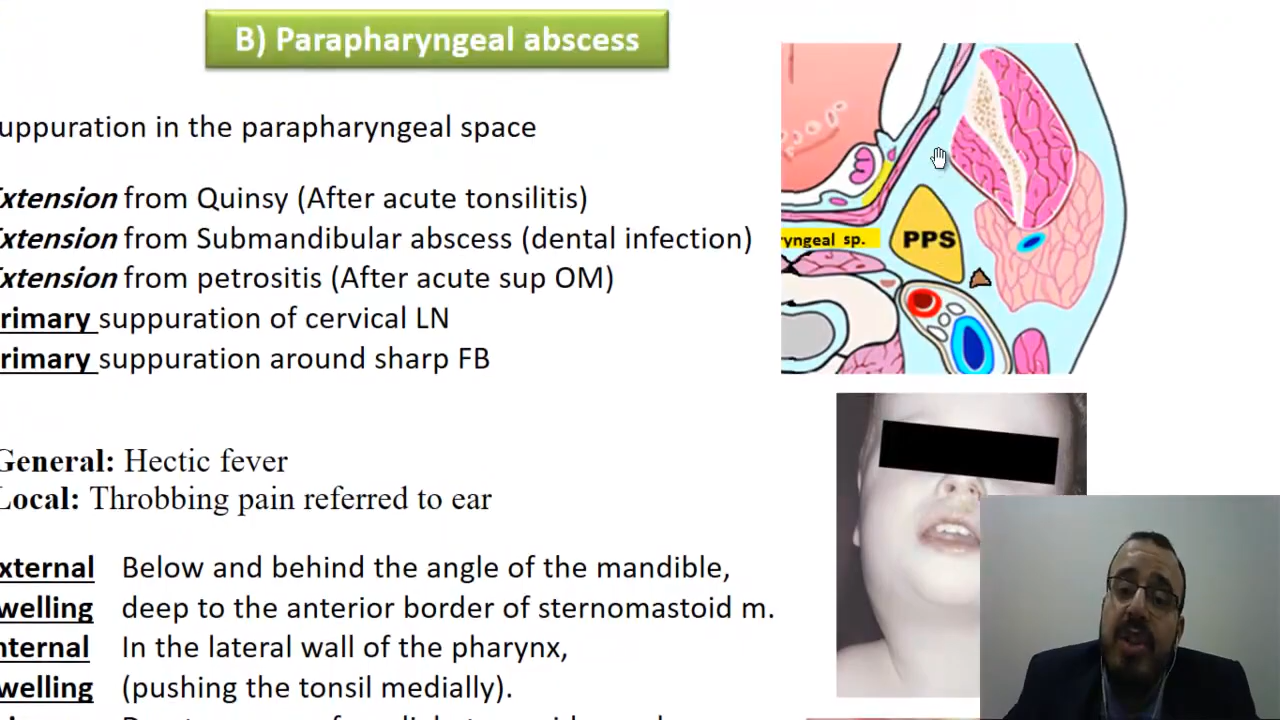 B) Parapharyngeal abscess
uppuration in the parapharyngeal space
xtension from Quinsy (After acute tonsilitis)
xtension from Submandibular abscess (dental infection)
xtension from petrositis (After acute sup OM)
rimary suppuration of cervical LN
rimary suppuration around sharp FB
ryngeal sp.
PPS
General: Hectic fever
Local: Throbbing pain referred to ear
xternal Below and behind the angle of the mandible,
welling deep to the anterior border of sternomastoid m.
nternal In the lateral wall of the pharynx,
welling (pushing the tonsil medially).